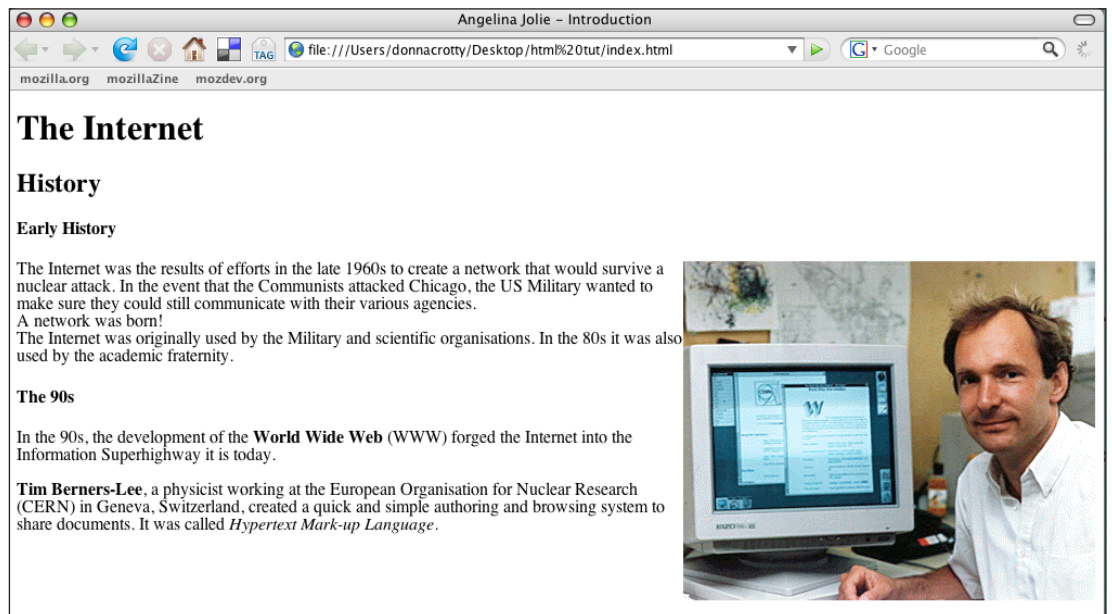 Angelina Jolie – Introduction
TAG
file:///Users/donnacrotty/Desktop/html%20tut/index.html
G Google
mozilla.org mozillaZine mozdev.org
The Internet
History
Early History
The Internet was the results of efforts in the late 1960s to create a network that would survive a
nuclear attack. In the event that the Communists attacked Chicago, the US Military wanted to
make sure they could still communicate with their various agencies.
A network was born!
The Internet was originally used by the Military and scientific organisations. In the 80s it was also
used by the academic fraternity.
The 90s
In the 90s, the development of the World Wide Web (WWW) forged the Internet into the
Information Superhighway it is today.
Tim Berners-Lee, a physicist working at the European Organisation for Nuclear Research
(CERN) in Geneva, Switzerland, created a quick and simple authoring and browsing system to
share documents. It was called Hypertext Mark-up Language.
W